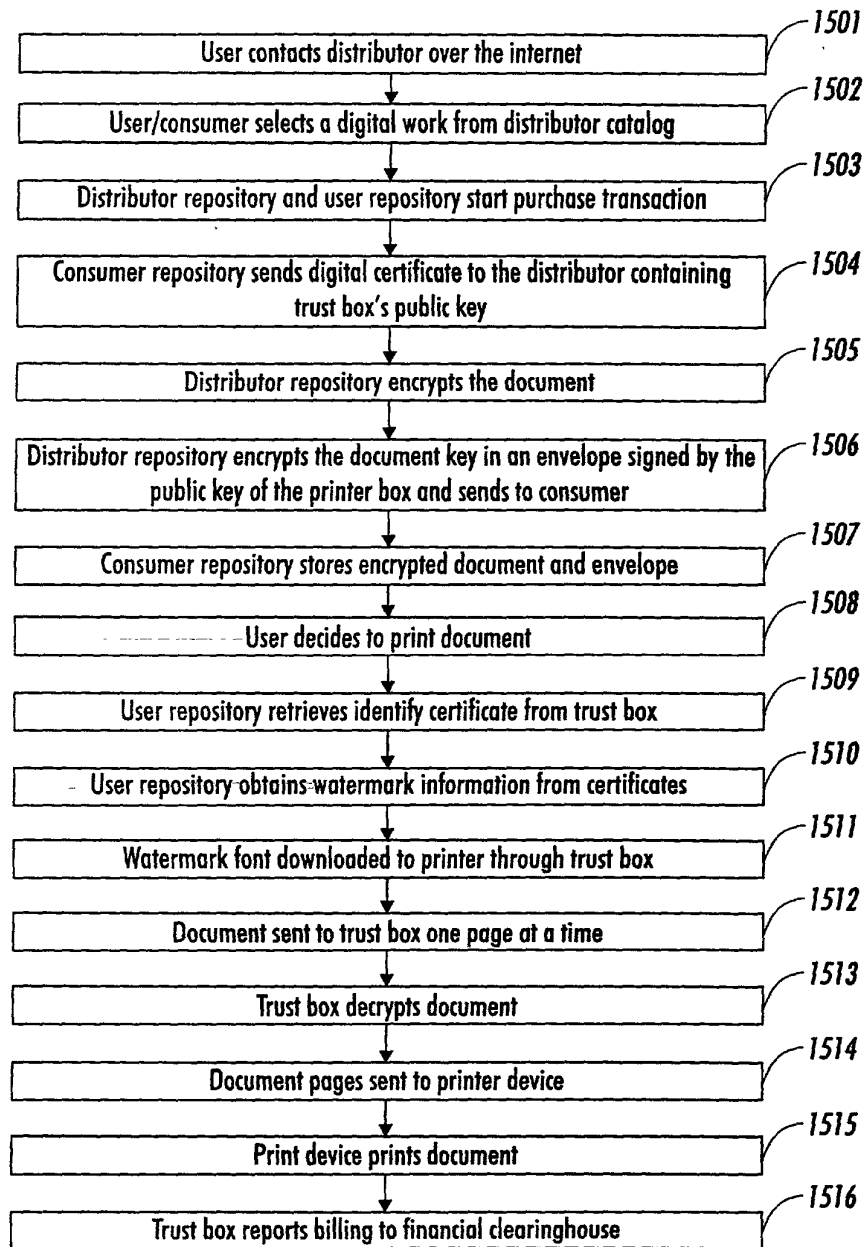 1501
User contacts distributor over the internet
1502
User/consumer selects a digital work from distributor catalog
1503
Distributor repository and user repository start purchase transaction
1504
Consumer repository sends digital certificate to the distributor containing
trust box's public key
1505
Distributor repository encrypts the document
1506
Distributor repository encrypts the document key in an envelope signed by the
public key of the printer box and sends to consumer
1507
Consumer repository stores encrypted document and envelope
1508
User decides to print document
1509
User repository retrieves identify certificate from trust box
1510
User repository obtains watermark information from certificates
1511
Watermark font downloaded to printer through trust box
1512
Document sent to trust box one page at a time
1513
Trust box decrypts document
1514
Document pages sent to printer device
1515
Print device prints document
1516
Trust box reports billing to financial clearinghouse